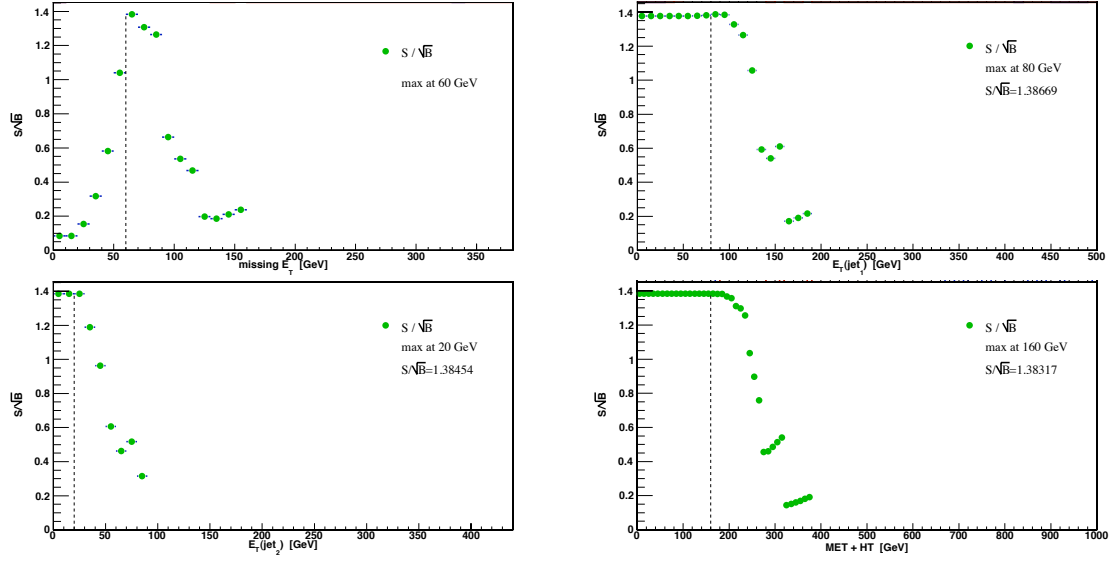 S/√B
1.4
1.2
1
0.8
0.6
0.4
0.2
0
S / √B
max at 60 GeV
0 50 100 150 200 250 300 350
missing E_T [GeV]
S/√B
1.4
1.2
1
0.8
0.6
0.4
0.2
0
S / √B
max at 80 GeV
S/√B=1.38669
0 50 100 150 200 250 300 350 400 450 500
E_T(jet_1) [GeV]
S/√B
1.4
1.2
1
0.8
0.6
0.4
0.2
0
S / √B
max at 20 GeV
S/√B=1.38454
0 50 100 150 200 250 300 350 400
E_T(jet_2) [GeV]
S/√B
1.4
1.2
1
0.8
0.6
0.4
0.2
0
S / √B
max at 160 GeV
S/√B=1.38317
0 100 200 300 400 500 600 700 800 900 1000
MET + HT [GeV]